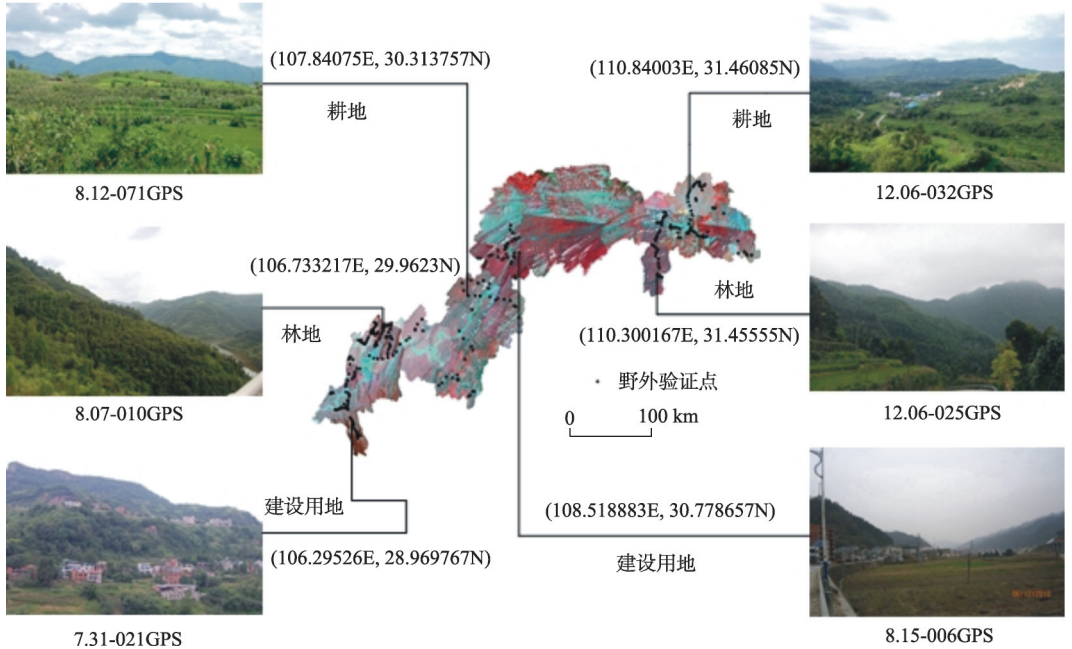 (107.84075E, 30.313757N)
耕地
8.12-071GPS
(106.733217E, 29.9623N)
林地
8.07-010GPS
建设用地
(106.29526E, 28.969767N)
7.31-021GPS
(110.84003E, 31.46085N)
耕地
12.06-032GPS
林地
(110.300167E, 31.45555N)
12.06-025GPS
野外验证点
0 100 km
(108.518883E, 30.778657N)
建设用地
8.15-006GPS